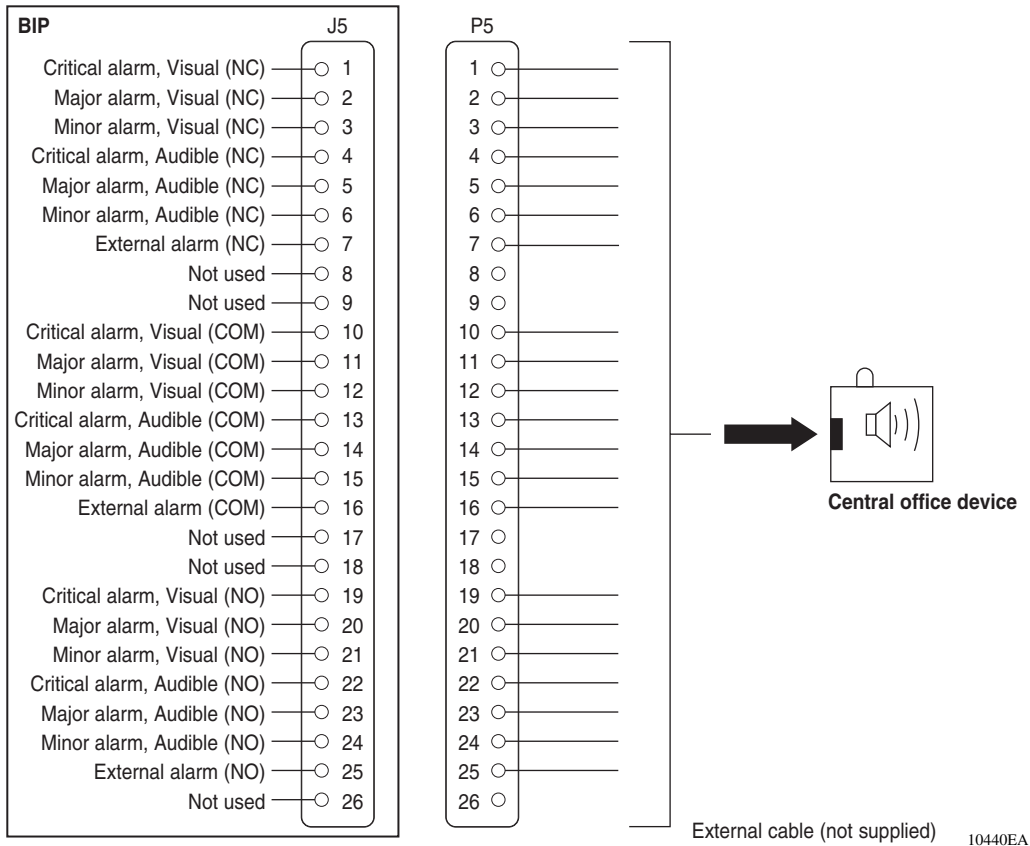 BIP J5 P5
Critical alarm, Visual (NC) 1 1
Major alarm, Visual (NC) 2 2
Minor alarm, Visual (NC) 3 3
Critical alarm, Audible (NC) 4 4
Major alarm, Audible (NC) 5 5
Minor alarm, Audible (NC) 6 6
External alarm (NC) 7 7
Not used 8 8
Not used 9 9
Critical alarm, Visual (COM) 10 10
Major alarm, Visual (COM) 11 11
Minor alarm, Visual (COM) 12 12
Critical alarm, Audible (COM) 13 13
Major alarm, Audible (COM) 14 14
Minor alarm, Audible (COM) 15 15
External alarm (COM) 16 16
Not used 17 17
Not used 18 18
Critical alarm, Visual (NO) 19 19
Major alarm, Visual (NO) 20 20
Minor alarm, Visual (NO) 21 21
Critical alarm, Audible (NO) 22 22
Major alarm, Audible (NO) 23 23
Minor alarm, Audible (NO) 24 24
External alarm (NO) 25 25
Not used 26 26
Central office device
External cable (not supplied)
10440EA